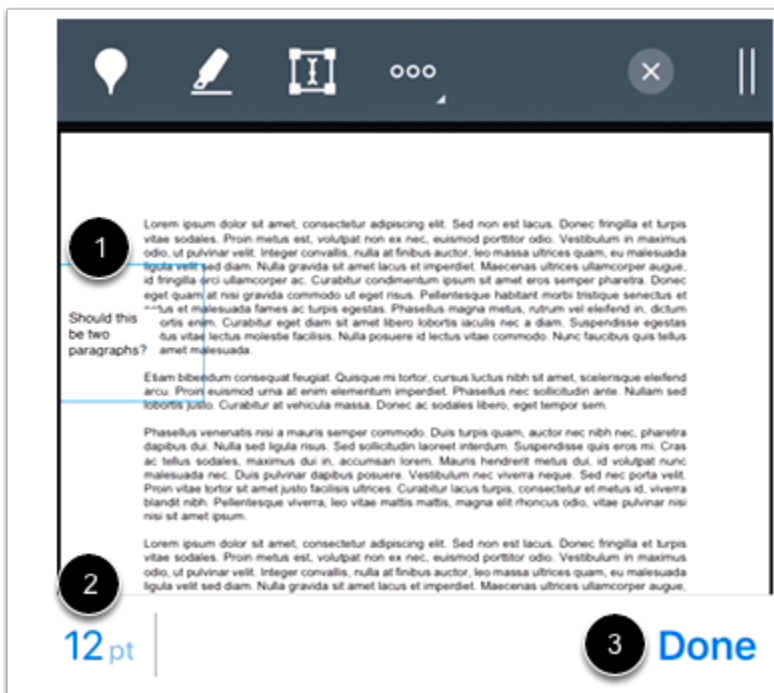 1
Lorem ipsum dolor sit amet, consectetur adipiscing elit. Sed non est lacus. Donec fringilla et turpis
vitae sodales. Proin metus est, volutpat non ex nec, euismod porttitor odio. Vestibulum in maximus
odio, ut pulvinar velit. Integer convallis, nulla at finibus auctor, leo massa ultrices quam, eu malesuada
ligula velit sed diam. Nulla gravida sit amet lacus et imperdiet. Maecenas ultrices ullamcorper augue,
id fringilla orci ullamcorper ac. Curabitur condimentum ipsum sit amet eros semper pharetra. Donec
eget quam at nisi gravida commodo ut eget risus. Pellentesque habitant morbi tristique senectus et
et malesuada fames ac turpis egestas. Phasellus magna metus, rutrum vel eleifend in, dictum
ortis enim. Curabitur eget diam sit amet libero lobortis iaculis nec a diam. Suspendisse egestas
tus vitae lectus molestie facilisis. Nulla posuere id lectus vitae commodo. Nunc faucibus quis tellus
amet malesuada.
Should this
be two
paragraphs?
Etiam bibendum consequat feugiat. Quisque mi tortor, cursus luctus nibh sit amet, scelerisque eleifend
arcu. Proin euismod urna at enim elementum imperdiet. Phasellus nec sollicitudin ante. Nullam sed
lobortis justo. Curabitur at vehicula massa. Donec ac sodales libero, eget tempor sem.
Phasellus venenatis nisi a mauris semper commodo. Duis turpis quam, auctor nec nibh nec, pharetra
dapibus dui. Nulla sed ligula risus. Sed sollicitudin laoreet interdum. Suspendisse quis eros mi. Cras
ac tellus sodales, maximus dui in, accumsan lorem. Mauris hendrerit metus dui, id volutpat nunc
malesuada nec. Duis pulvinar dapibus posuere. Vestibulum nec viverra neque. Sed nec porta velit.
Proin vitae tortor sit amet justo facilisis ultrices. Curabitur lacus turpis, consectetur et metus id, viverra
blandit nibh. Pellentesque viverra, leo vitae mattis mattis, magna elit rhoncus odio, vitae pulvinar nisi
nisi sit amet ipsum.
Lorem ipsum dolor sit amet, consectetur adipiscing elit. Sed non est lacus. Donec fringilla et turpis
vitae sodales. Proin metus est, volutpat non ex nec, euismod porttitor odio. Vestibulum in maximus
odio, ut pulvinar velit. Integer convallis, nulla at finibus auctor, leo massa ultrices quam, eu malesuada
ligula velit sed diam. Nulla gravida sit amet lacus et imperdiet. Maecenas ultrices ullamcorper augue,
2
12 pt
3
Done